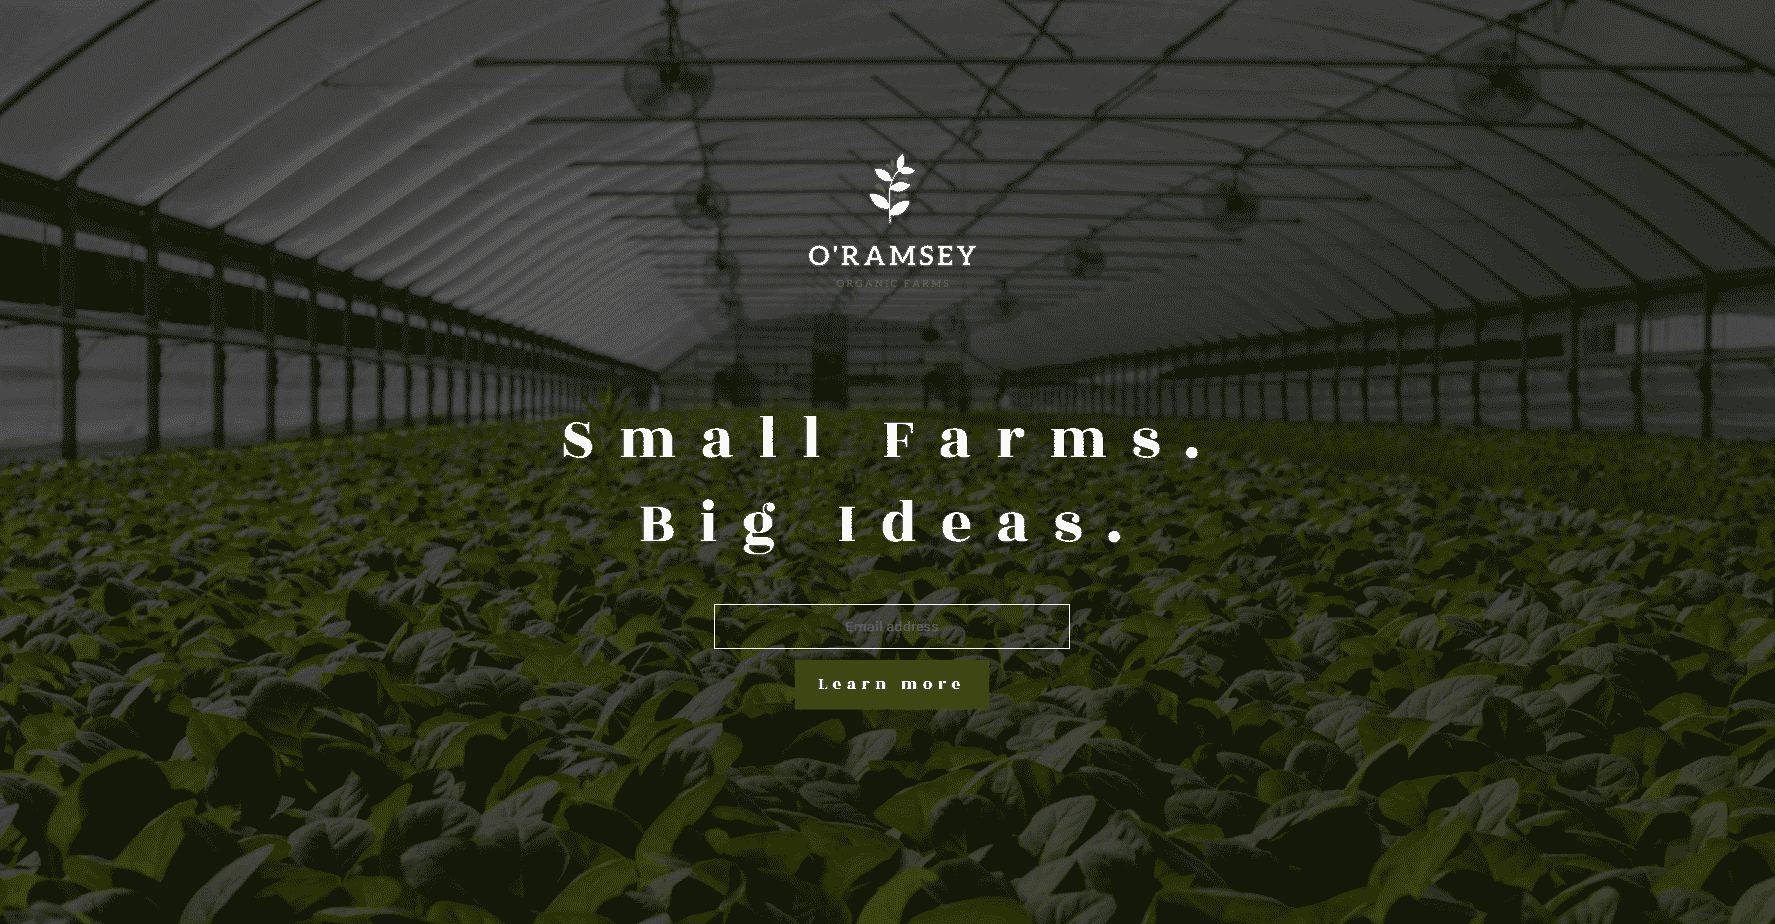 O'RAMSEY
ORGANIC FARMS
Small Farms.
Big Ideas.
Email address
Learn more